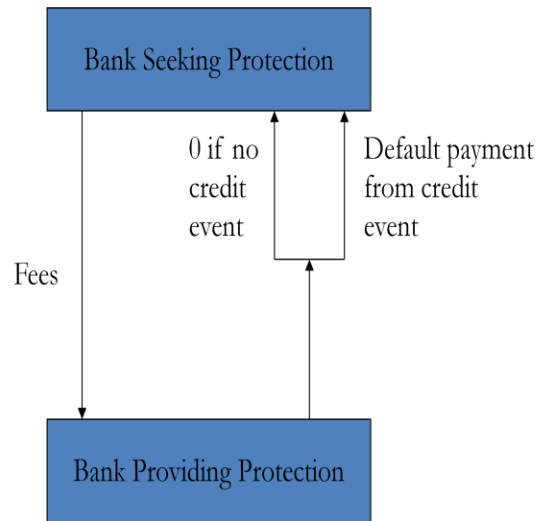 Bank Seeking Protection
0 if no
credit
event
Default payment
from credit
event
Fees
Bank Providing Protection